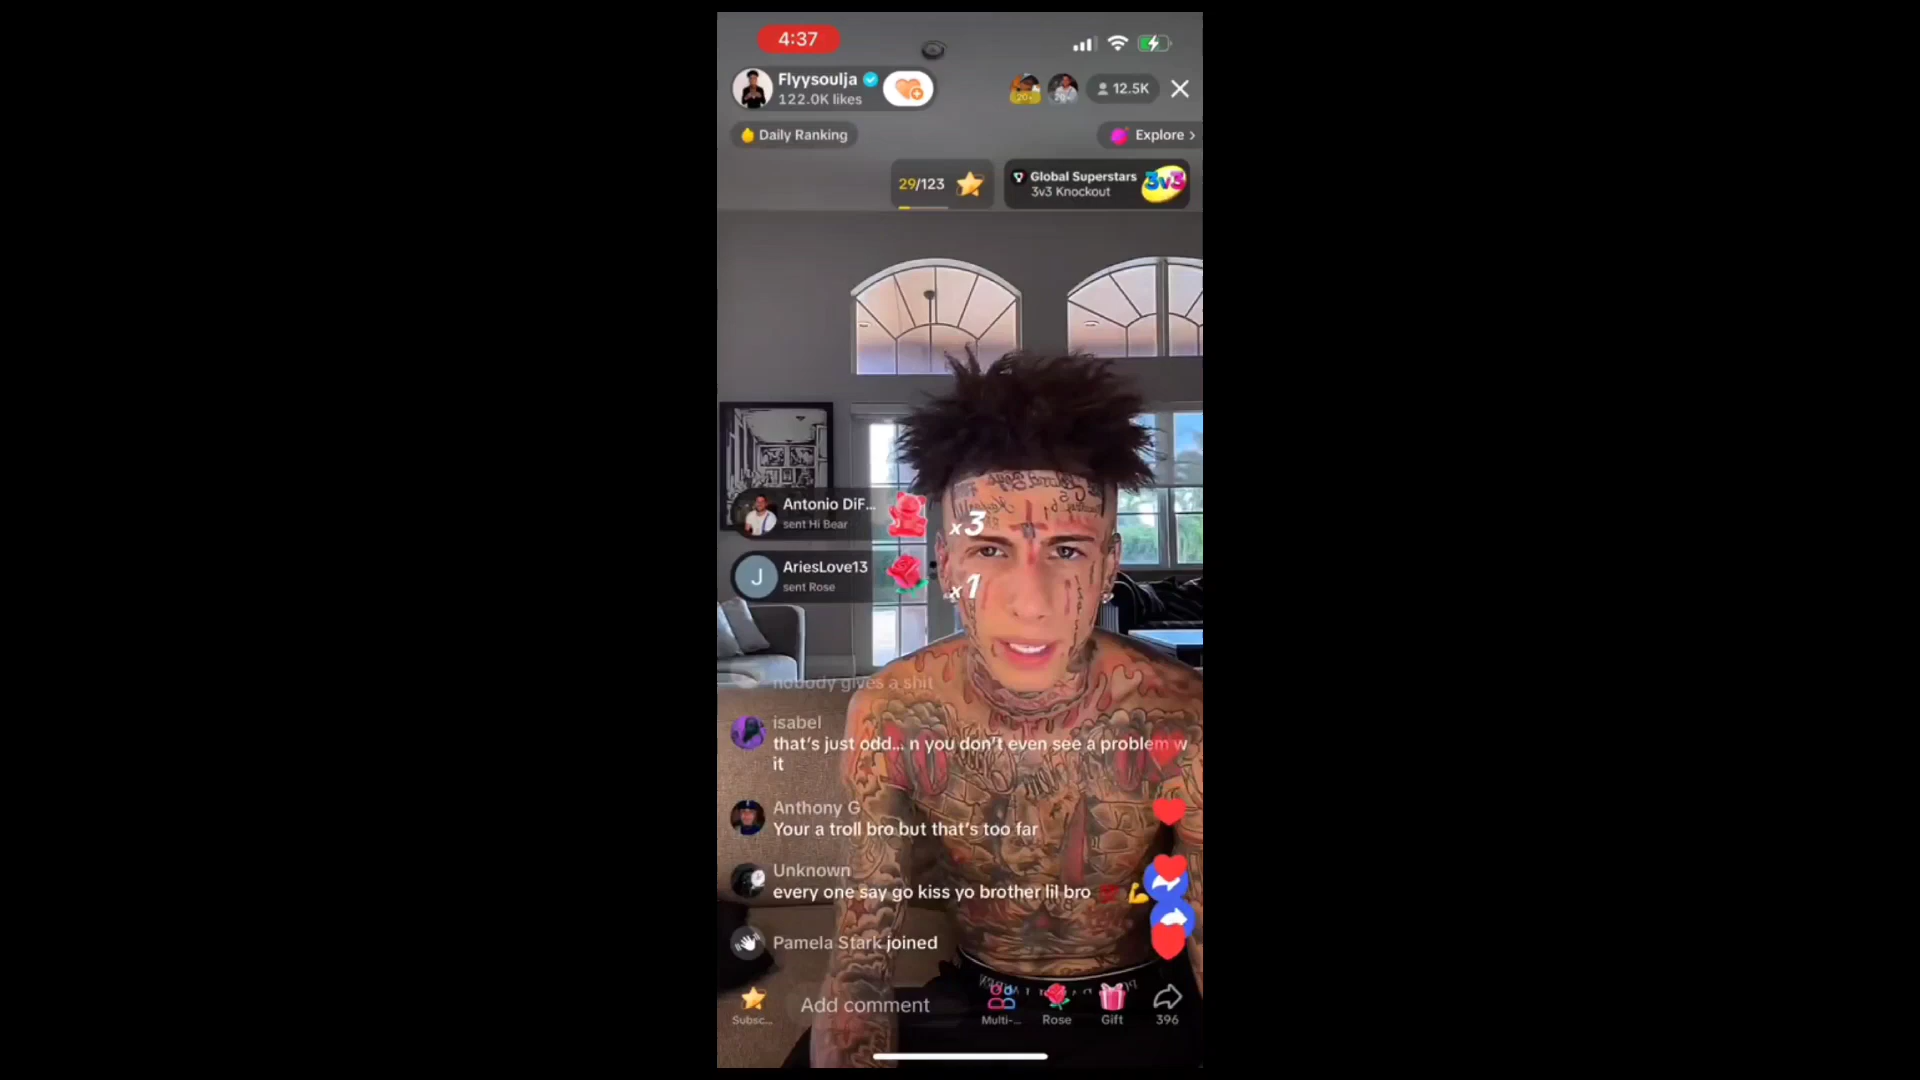 4:37
Flyysoulja
122.0K likes
20+
12.5K
Daily Ranking
Explore >
29/123
Global Superstars
3v3 Knockout
3v3
Antonio DiF...
sent Hi Bear
x3
J
AriesLove13
sent Rose
x1
nobody gives a shit
isabel
that's just odd... n you don't even see a problem w
it
Anthony G
Your a troll bro but that's too far
Unknown
every one say go kiss yo brother lil bro
Pamela Stark joined
Subsc...
Add comment
Multi-...
Rose
Gift
396